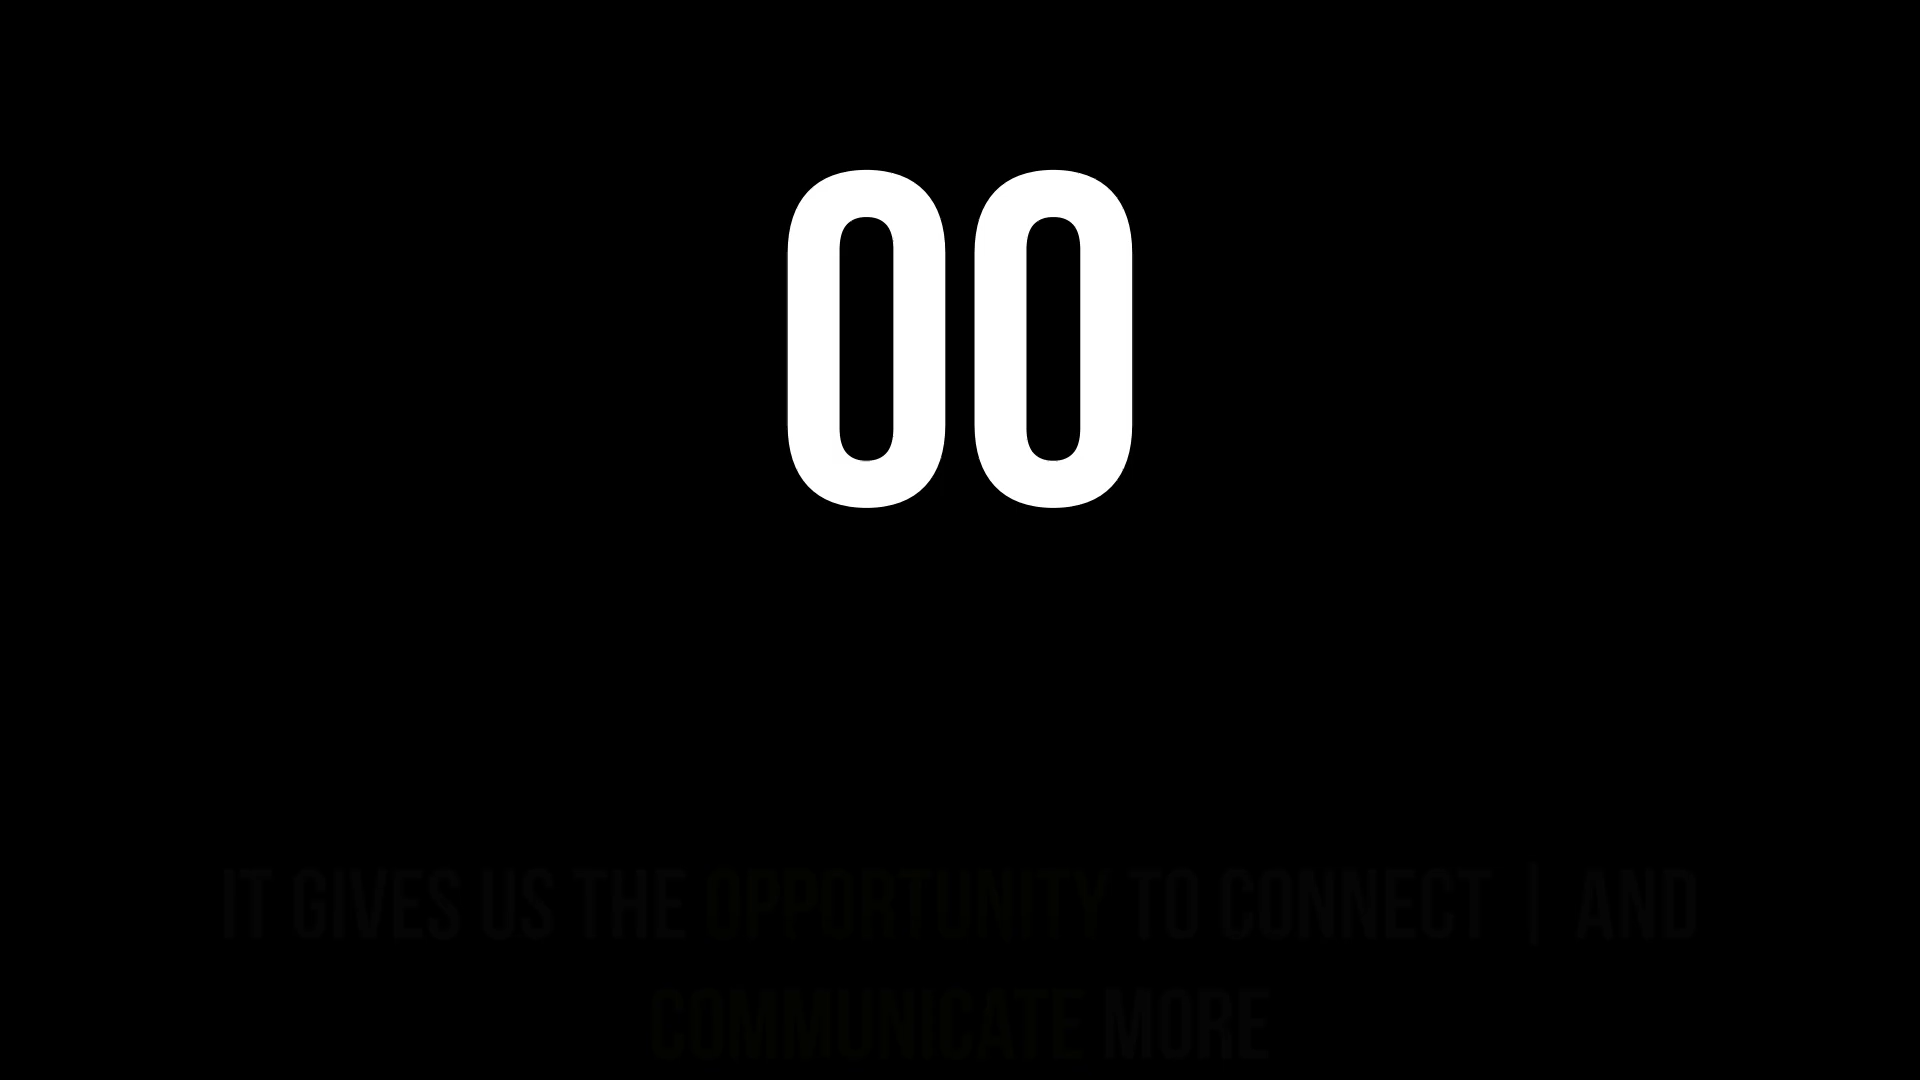 00
IT GIVES US THE OPPORTUNITY TO CONNECT | AND
COMMUNICATE MORE